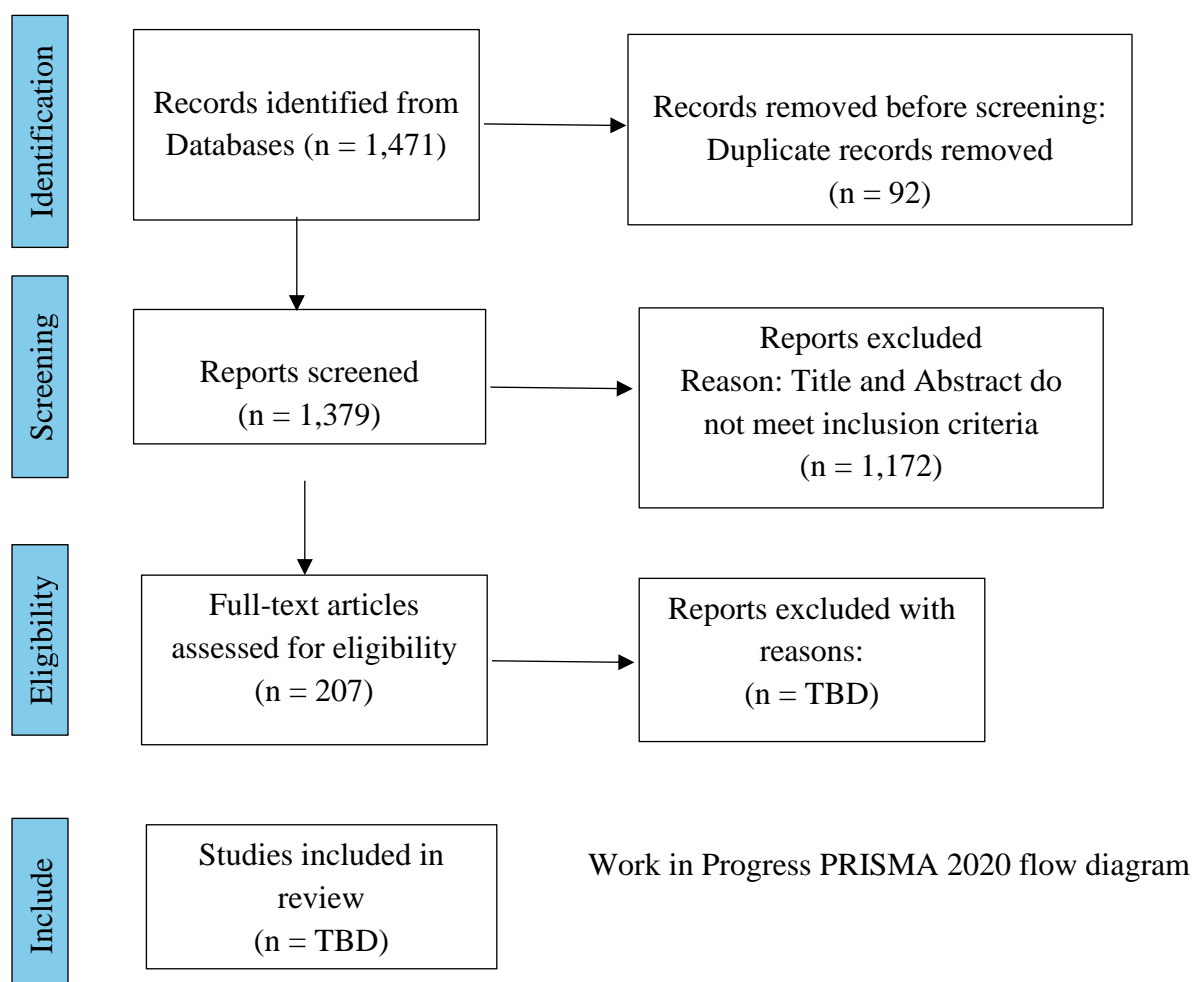 Identification
Records identified from
Databases (n = 1,471)
Records removed before screening:
Duplicate records removed
(n = 92)
Screening
Reports screened
(n = 1,379)
Reports excluded
Reason: Title and Abstract do
not meet inclusion criteria
(n = 1,172)
Eligibility
Full-text articles
assessed for eligibility
(n = 207)
Reports excluded with
reasons:
(n = TBD)
Include
Studies included in
review
(n = TBD)
Work in Progress PRISMA 2020 flow diagram